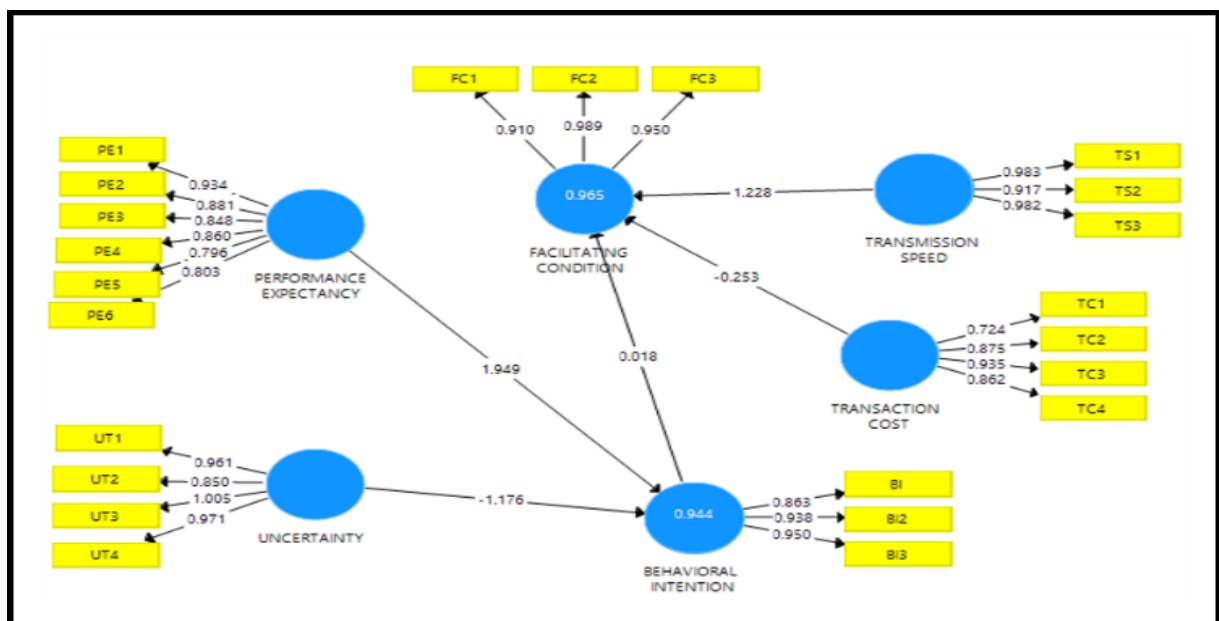 FC1
FC2
FC3
0.910
0.989
0.950
PE1
PE2
PE3
PE4
PE5
PE6
0.934
0.881
0.848
0.860
0.796
0.803
PERFORMANCE
EXPECTANCY
0.965
FACILITATING
CONDITION
1.228
TRANSMISSION
SPEED
0.983
0.917
0.982
TS1
TS2
TS3
-0.253
TRANSACTION
COST
0.724
0.875
0.935
0.862
TC1
TC2
TC3
TC4
0.018
1.949
UT1
UT2
UT3
UT4
0.961
0.850
1.005
0.971
UNCERTAINTY
-1.176
0.944
BEHAVIORAL
INTENTION
0.863
0.938
0.950
BI
BI2
BI3